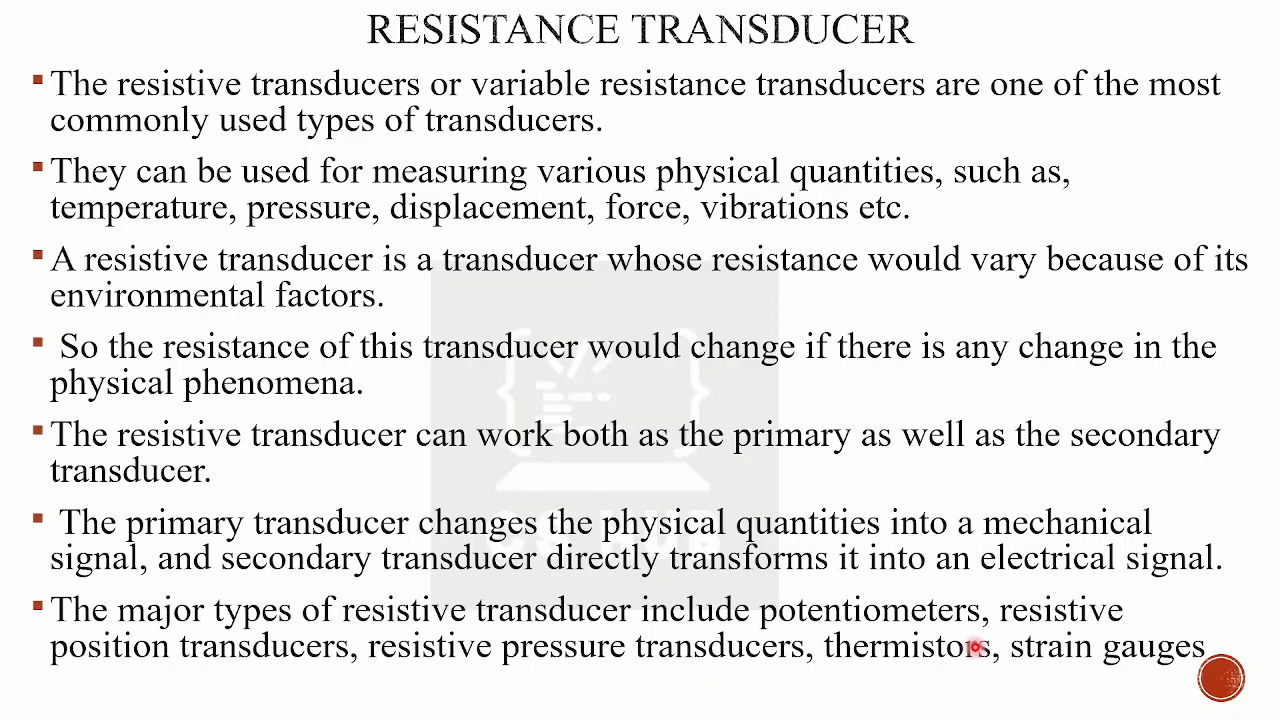 RESISTANCE TRANSDUCER
The resistive transducers or variable resistance transducers are one of the most
commonly used types of transducers.
They can be used for measuring various physical quantities, such as,
temperature, pressure, displacement, force, vibrations etc.
A resistive transducer is a transducer whose resistance would vary because of its
environmental factors.
So the resistance of this transducer would change if there is any change in the
physical phenomena.
The resistive transducer can work both as the primary as well as the secondary
transducer.
The primary transducer changes the physical quantities into a mechanical
signal, and secondary transducer directly transforms it into an electrical signal.
CS HUB
The major types of resistive transducer include potentiometers, resistive
position transducers, resistive pressure transducers, thermistors, strain gauges